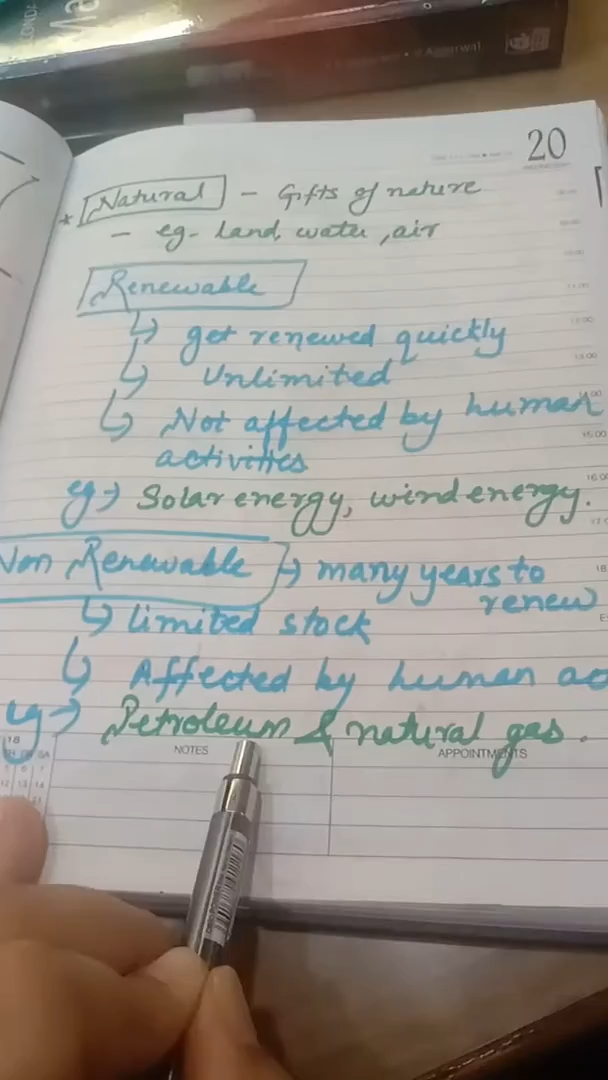 Aggarwal
20
* Natural - Gifts of nature
- eg- land, water, air
Renewable
↳ get renewed quickly
↳ Unlimited
↳ Not affected by human
activities
eg → Solar energy, wind energy.
Non Renewable → many years to
renew
↳ limited stock
↳ Affected by human ac
eg → Petroleum & natural gas.
NOTES
APPOINTMENTS